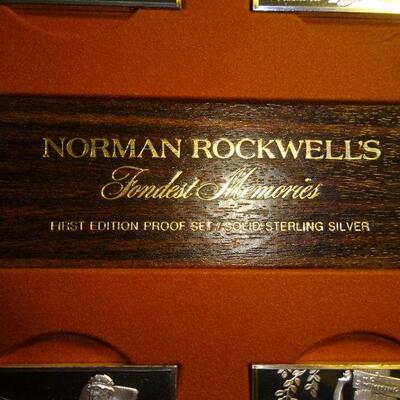 NORMAN ROCKWELL'S
Fondest Memories
FIRST EDITION PROOF SET / SOLID STERLING SILVER